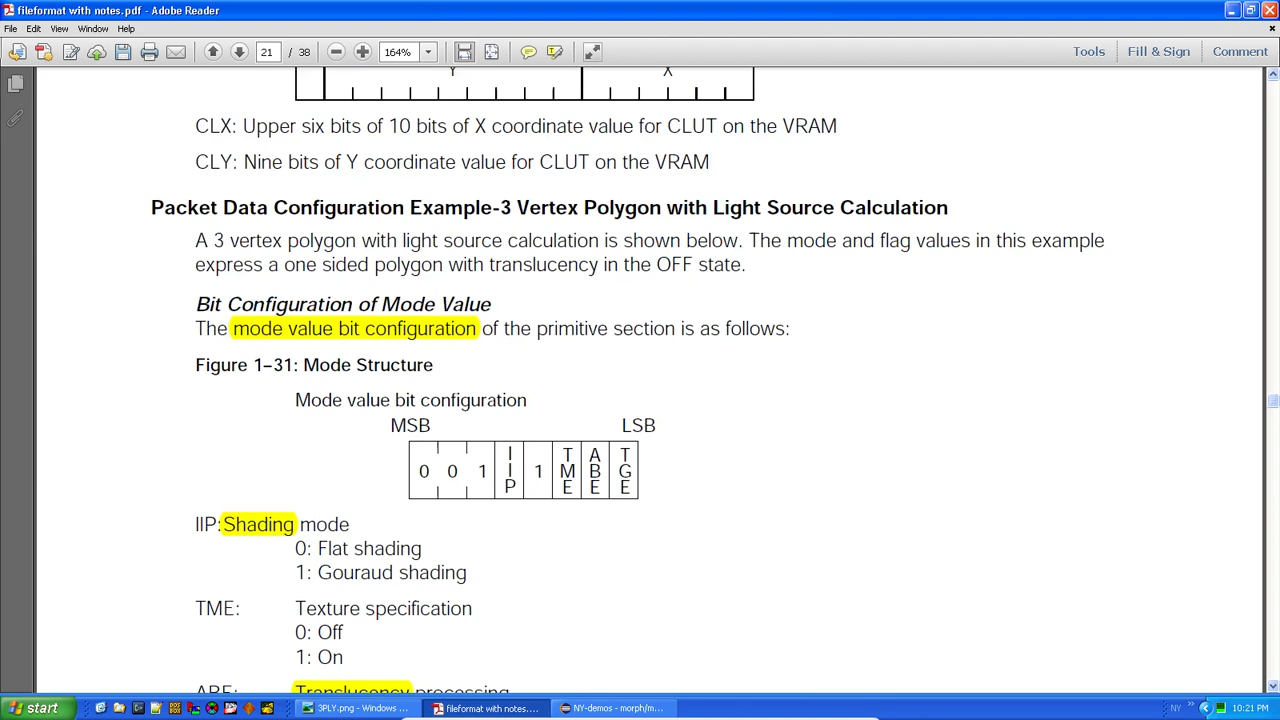 fileformat with notes.pdf - Adobe Reader
File Edit View Window Help
21 / 38 164% Tools Fill & Sign Comment
Y X
CLX: Upper six bits of 10 bits of X coordinate value for CLUT on the VRAM
CLY: Nine bits of Y coordinate value for CLUT on the VRAM
Packet Data Configuration Example-3 Vertex Polygon with Light Source Calculation
A 3 vertex polygon with light source calculation is shown below. The mode and flag values in this example
express a one sided polygon with translucency in the OFF state.
Bit Configuration of Mode Value
The mode value bit configuration of the primitive section is as follows:
Figure 1–31: Mode Structure
Mode value bit configuration
MSB LSB
0 0 1 IIP 1 TME ABE TGE
IIP: Shading mode
0: Flat shading
1: Gouraud shading
TME: Texture specification
0: Off
1: On
ABE: Translucency processing
start 3PLY.png - Windows ... fileformat with notes.... NY-demos - morph/m... NY 10:21 PM